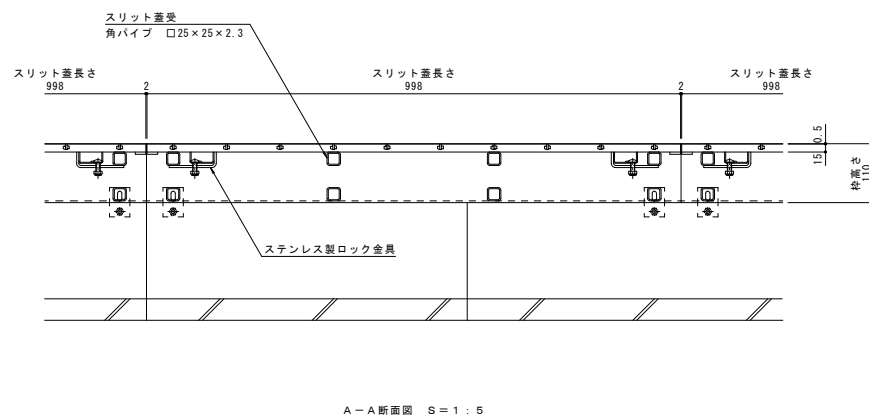 スリット蓋受
角パイプ　□25×25×2.3
スリット蓋長さ
998
2
スリット蓋長さ
998
2
スリット蓋長さ
998
15
0.5
枠高さ
110
ステンレス製ロック金具
A－A断面図　S＝1：5